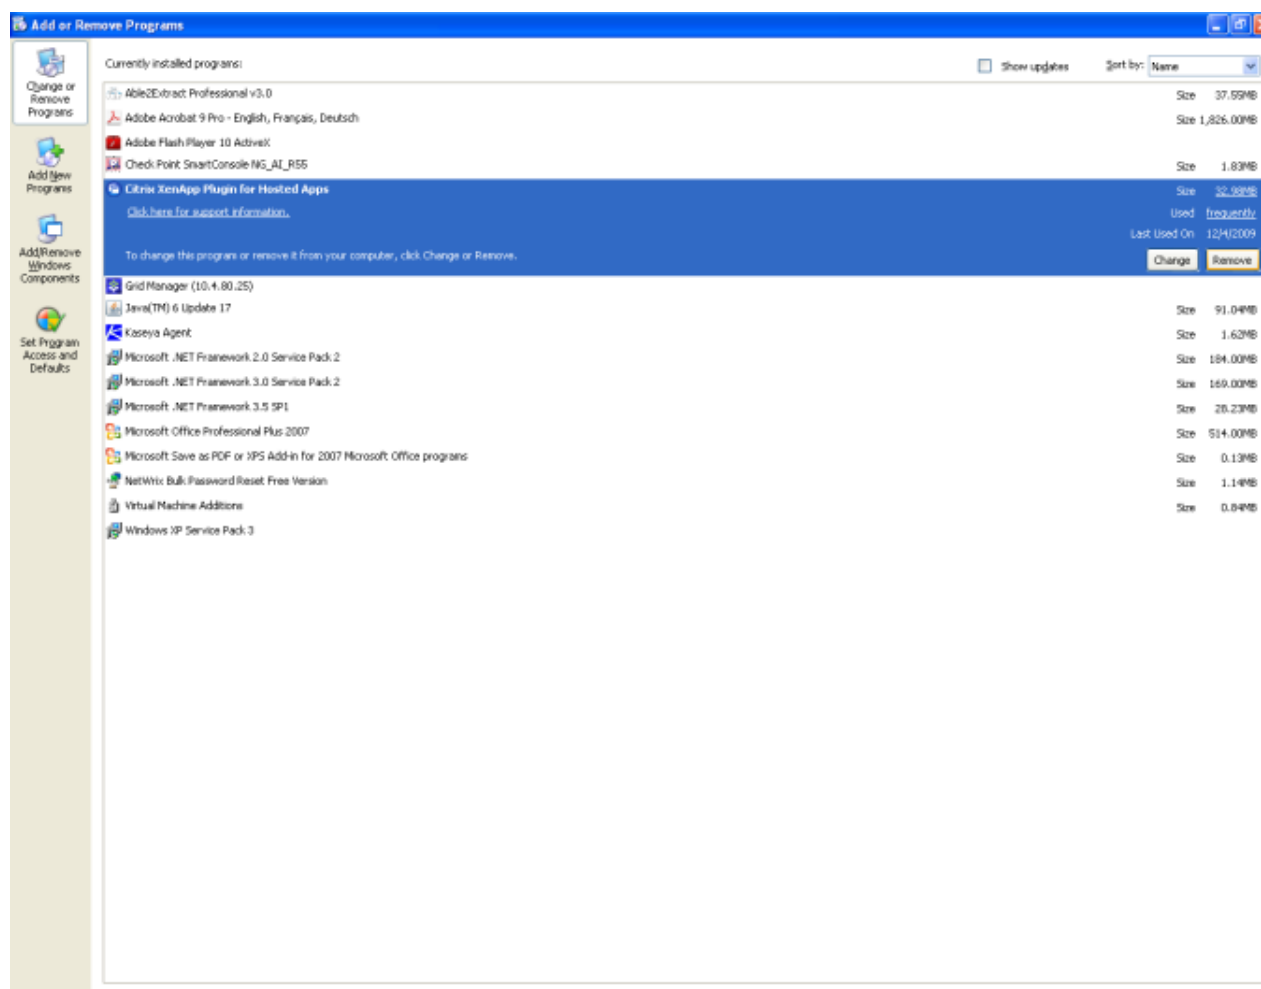 Add or Remove Programs
Change or
Remove
Programs
Add New
Programs
Add/Remove
Windows
Components
Set Program
Access and
Defaults
Currently installed programs:
Show updates
Sort by: Name
Able2Extract Professional v3.0 Size 37.55MB
Adobe Acrobat 9 Pro - English, Français, Deutsch Size 1,826.00MB
Adobe Flash Player 10 ActiveX
Check Point SmartConsole NG_AI_R55 Size 1.83MB
Citrix XenApp Plugin for Hosted Apps Size 32.98MB
Click here for support information. Used frequently
Last Used On 12/4/2009
To change this program or remove it from your computer, click Change or Remove. Change Remove
Grid Manager (10.4.80.25)
Java(TM) 6 Update 17 Size 91.04MB
Kaseya Agent Size 1.62MB
Microsoft .NET Framework 2.0 Service Pack 2 Size 184.00MB
Microsoft .NET Framework 3.0 Service Pack 2 Size 169.00MB
Microsoft .NET Framework 3.5 SP1 Size 28.23MB
Microsoft Office Professional Plus 2007 Size 514.00MB
Microsoft Save as PDF or XPS Add-in for 2007 Microsoft Office programs Size 0.13MB
NetWrix Bulk Password Reset Free Version Size 1.14MB
Virtual Machine Additions Size 0.84MB
Windows XP Service Pack 3